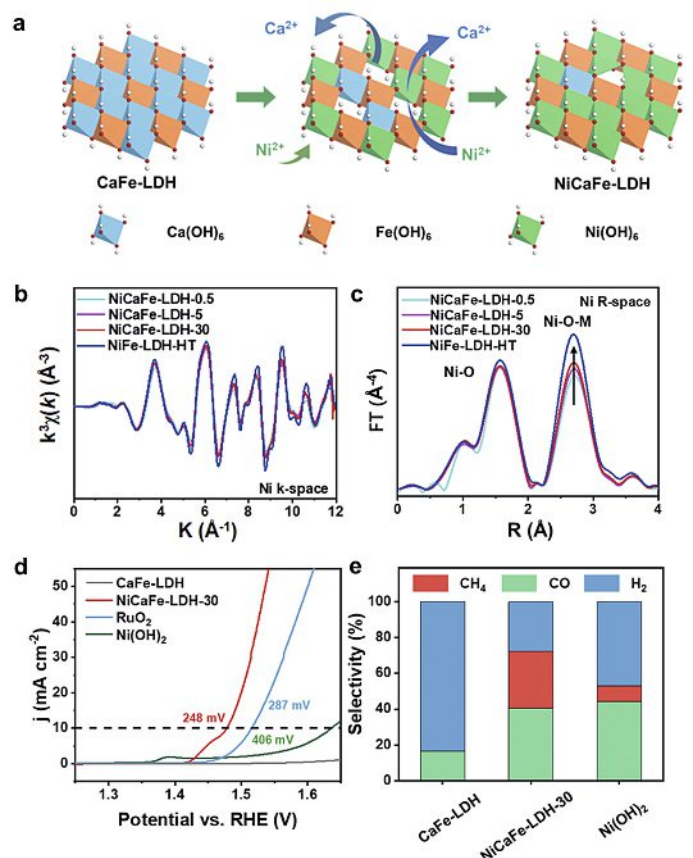 a
Ca²⁺
Ca²⁺
Ni²⁺
Ni²⁺
CaFe-LDH
NiCaFe-LDH
Ca(OH)₆
Fe(OH)₆
Ni(OH)₆
b
NiCaFe-LDH-0.5
NiCaFe-LDH-5
NiCaFe-LDH-30
NiFe-LDH-HT
k³χ(k) (Å⁻³)
Ni k-space
0 2 4 6 8 10 12
K (Å⁻¹)
c
NiCaFe-LDH-0.5
NiCaFe-LDH-5
NiCaFe-LDH-30
NiFe-LDH-HT
Ni R-space
Ni-O-M
Ni-O
FT (Å⁻⁴)
0 1 2 3 4
R (Å)
d
CaFe-LDH
NiCaFe-LDH-30
RuO₂
Ni(OH)₂
50
40
30
20
10
0
j (mA cm⁻²)
248 mV
287 mV
406 mV
1.3 1.4 1.5 1.6
Potential vs. RHE (V)
e
CH₄ CO H₂
100
80
60
40
20
0
Selectivity (%)
CaFe-LDH
NiCaFe-LDH-30
Ni(OH)₂